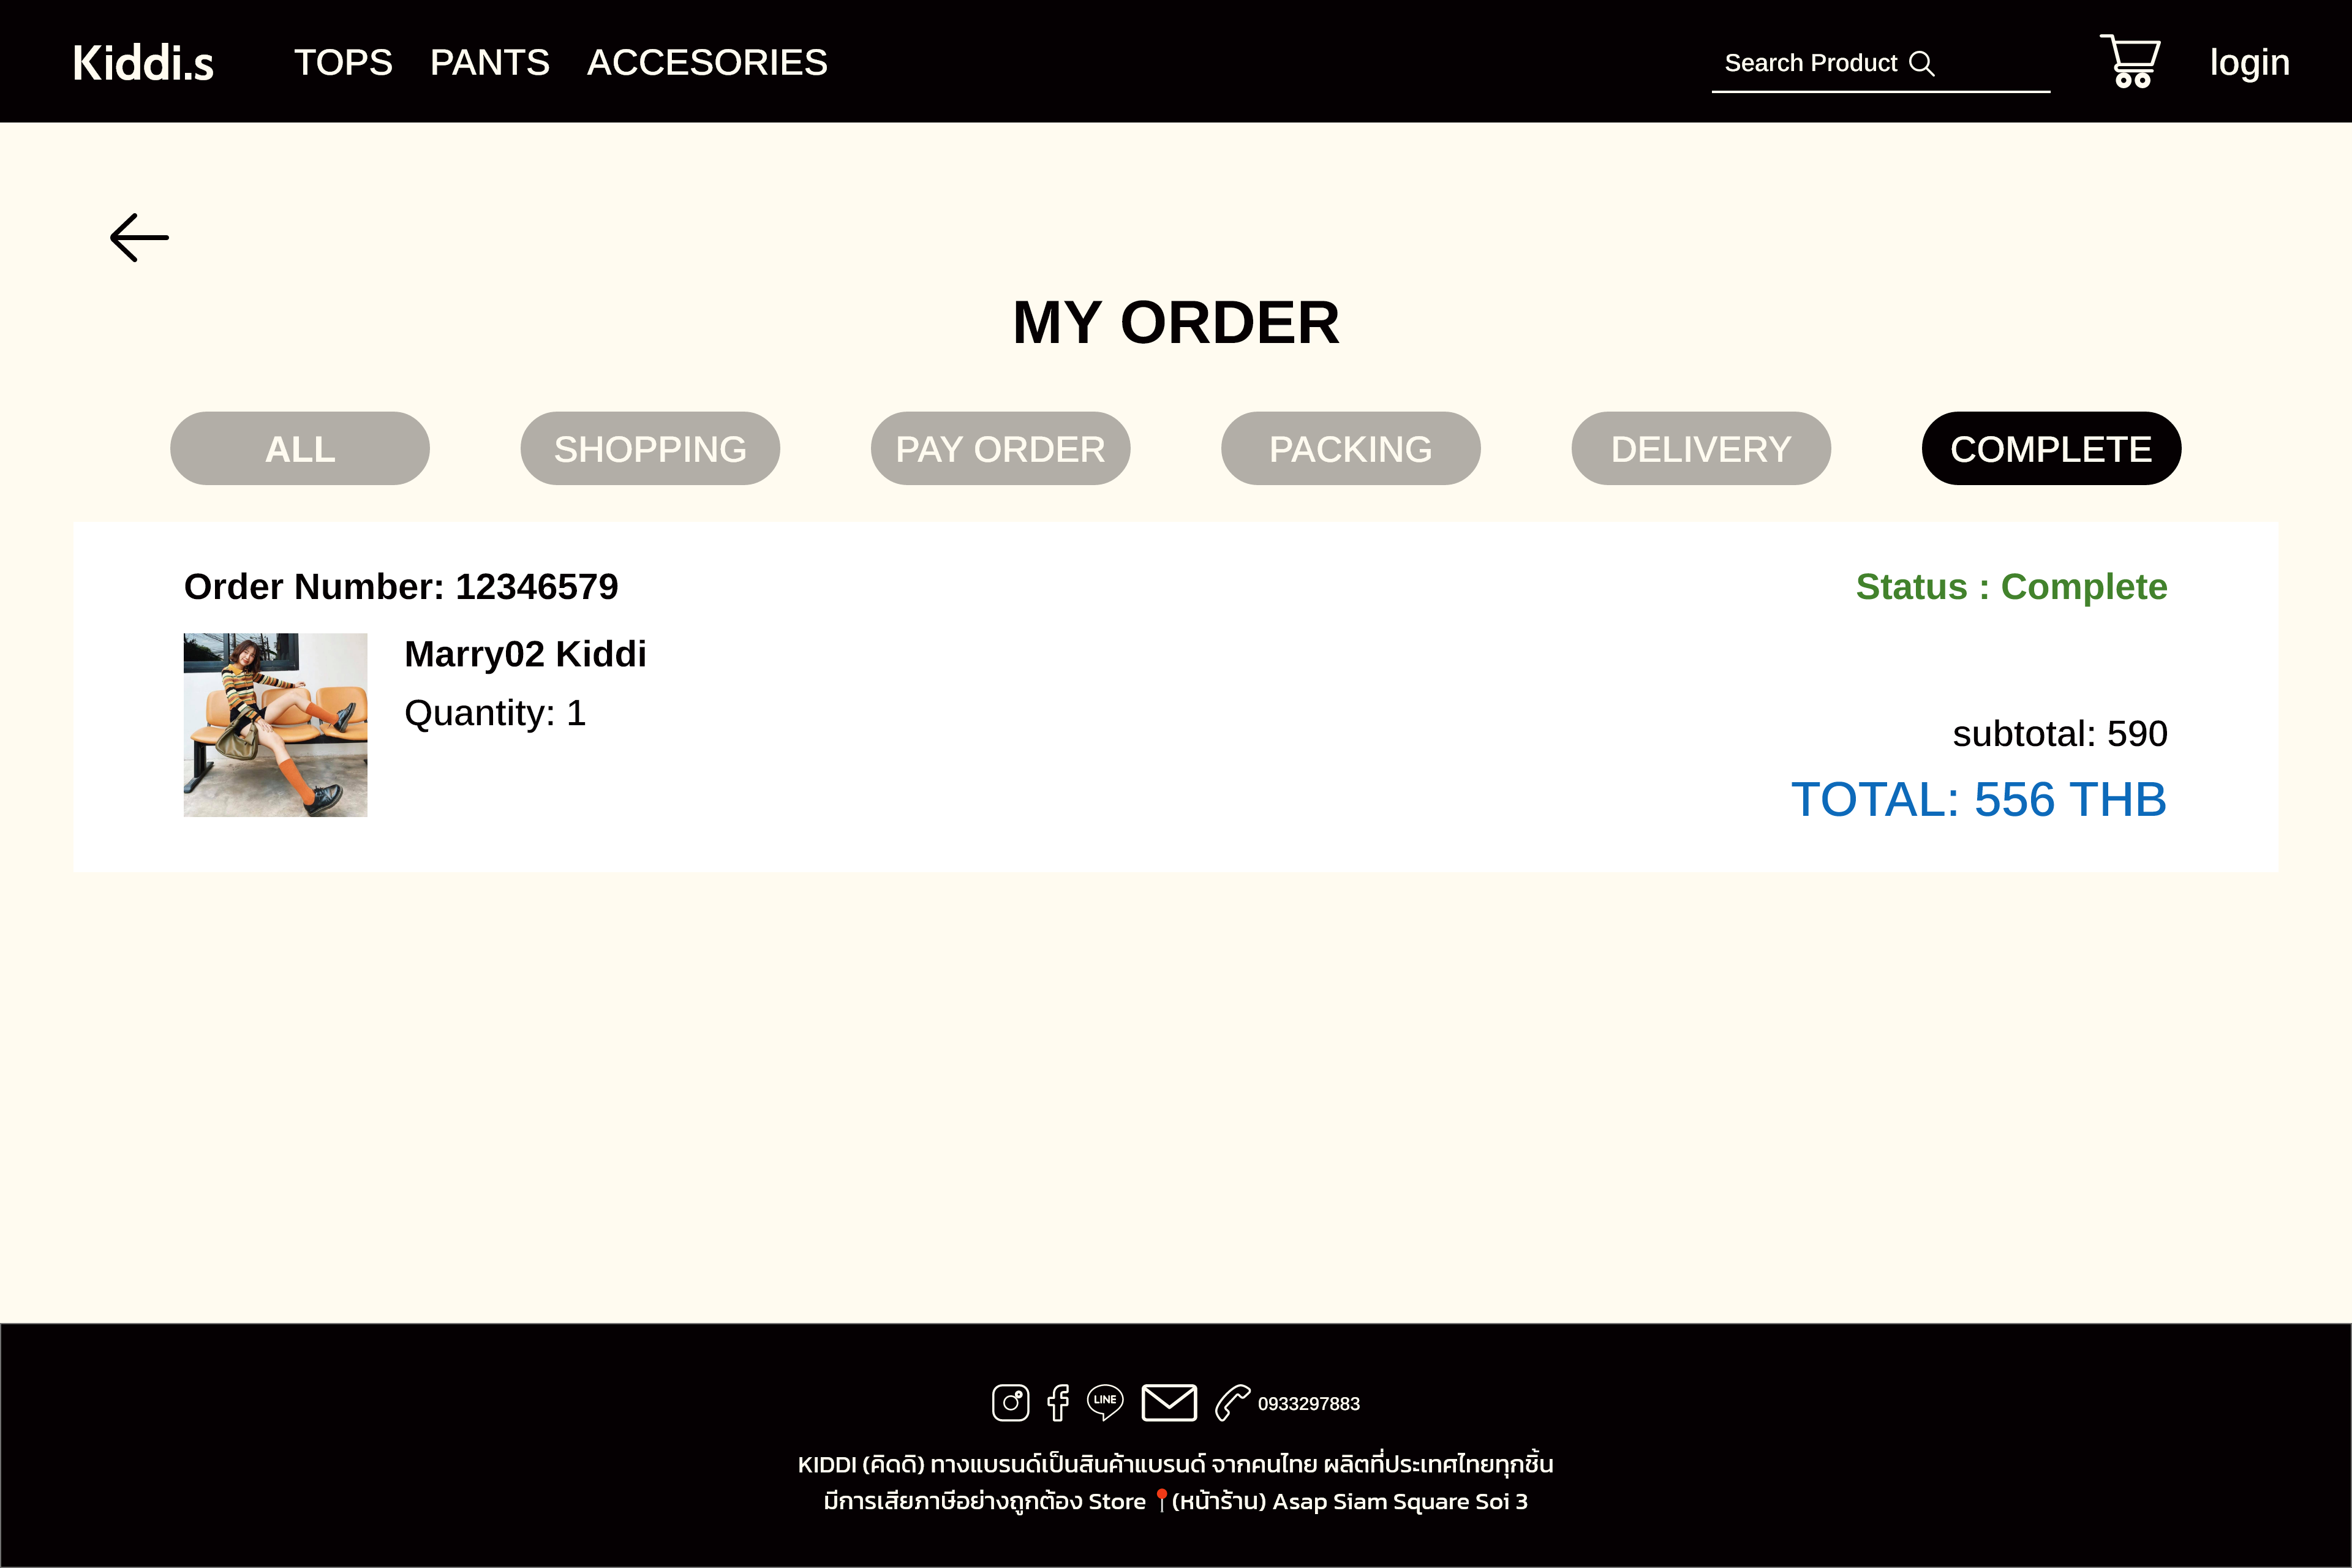 Kiddi.s TOPS PANTS ACCESORIES Search Product login
MY ORDER
ALL SHOPPING PAY ORDER PACKING DELIVERY COMPLETE
Order Number: 12346579 Status : Complete
Marry02 Kiddi
Quantity: 1
subtotal: 590
TOTAL: 556 THB
LINE 0933297883
KIDDI (คิดดิ) ทางแบรนด์เป็นสินค้าแบรนด์ จากคนไทย ผลิตที่ประเทศไทยทุกชิ้น
มีการเสียภาษีอย่างถูกต้อง Store 📍(หน้าร้าน) Asap Siam Square Soi 3